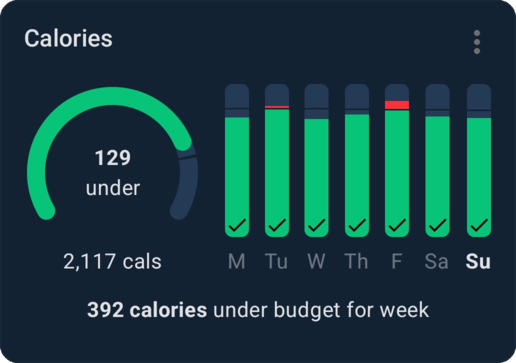 Calories
129
under
2,117 cals
M Tu W Th F Sa Su
392 calories under budget for week